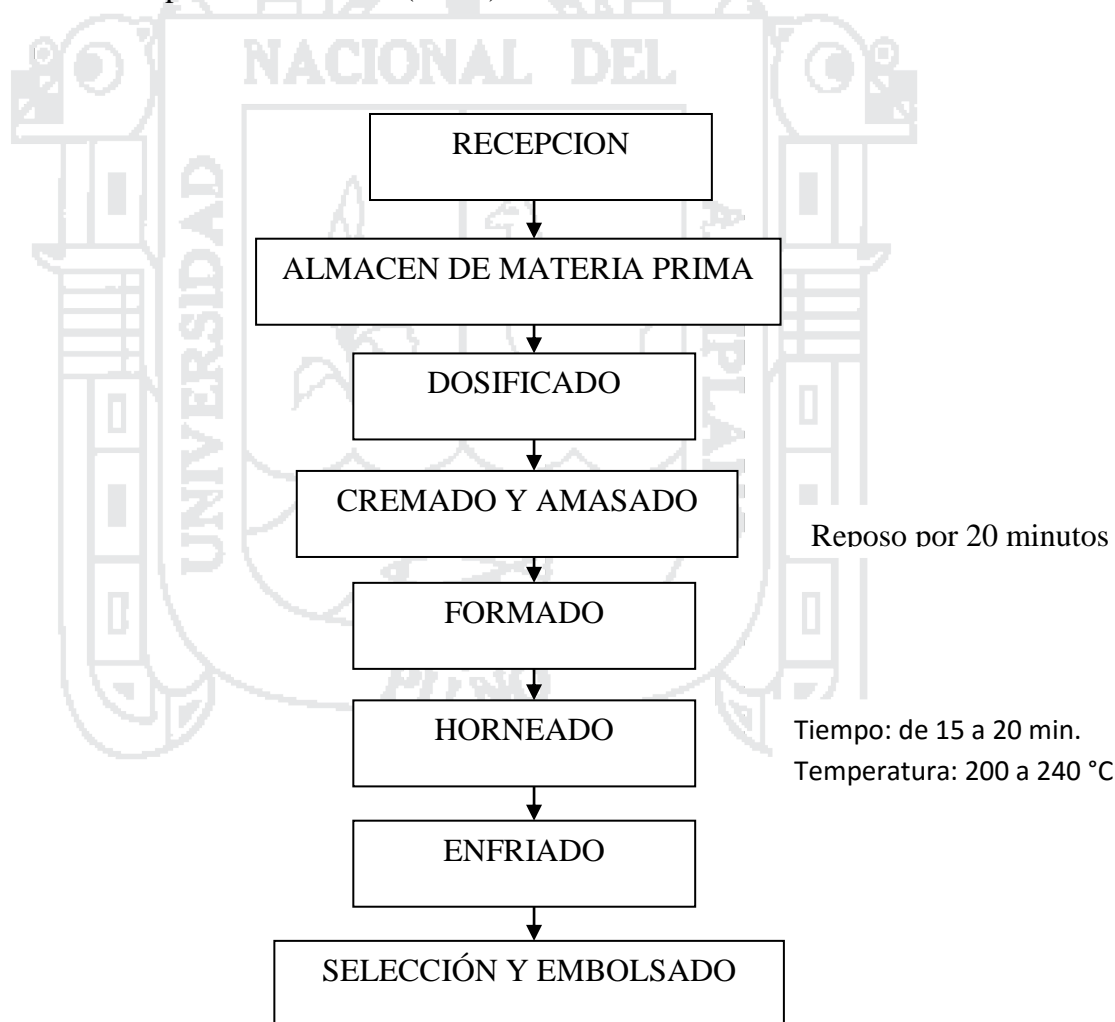 NACIONAL DEL
UNIVERSIDAD
RECEPCION
ALMACEN DE MATERIA PRIMA
DOSIFICADO
CREMADO Y AMASADO
Reposo por 20 minutos
FORMADO
HORNEADO
Tiempo: de 15 a 20 min.
Temperatura: 200 a 240 °C
ENFRIADO
SELECCIÓN Y EMBOLSADO